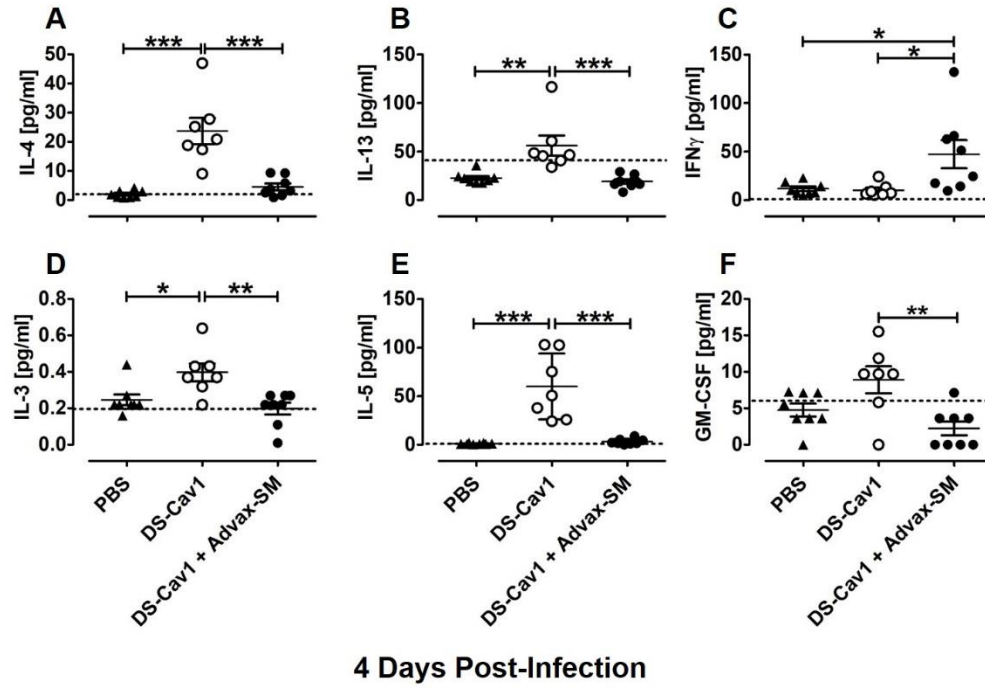 A
IL-4 [pg/ml]
50
40
30
20
10
0
***
***
B
IL-13 [pg/ml]
150
100
50
0
**
***
C
IFNγ [pg/ml]
150
100
50
0
*
*
D
IL-3 [pg/ml]
0.8
0.6
0.4
0.2
0.0
*
**
PBS
DS-Cav1
DS-Cav1 + Advax-SM
E
IL-5 [pg/ml]
150
100
50
0
***
***
PBS
DS-Cav1
DS-Cav1 + Advax-SM
F
GM-CSF [pg/ml]
20
15
10
5
0
**
PBS
DS-Cav1
DS-Cav1 + Advax-SM
4 Days Post-Infection